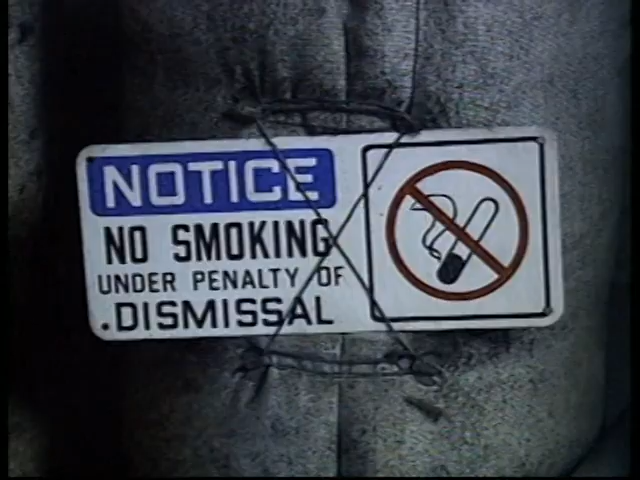 NOTICE
NO SMOKING
UNDER PENALTY OF
.DISMISSAL